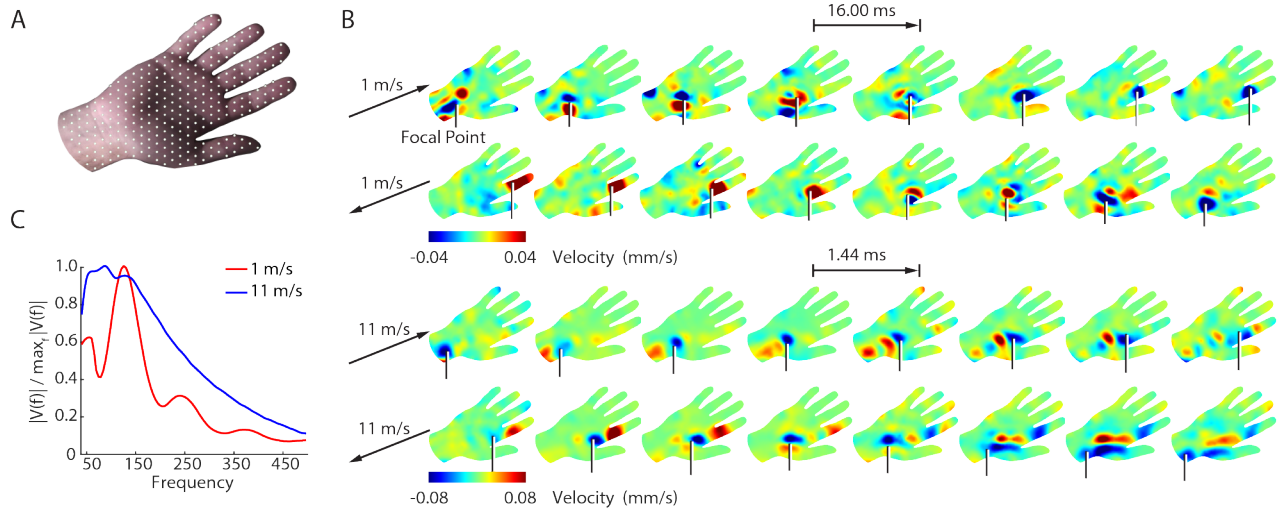 A
B
16.00 ms
1 m/s
Focal Point
1 m/s
-0.04 0.04
Velocity (mm/s)
C
1 m/s
11 m/s
|V(f)| / max_f |V(f)|
1.0
0.8
0.6
0.4
0.2
0
50 150 250 350 450
Frequency
1.44 ms
11 m/s
11 m/s
-0.08 0.08
Velocity (mm/s)